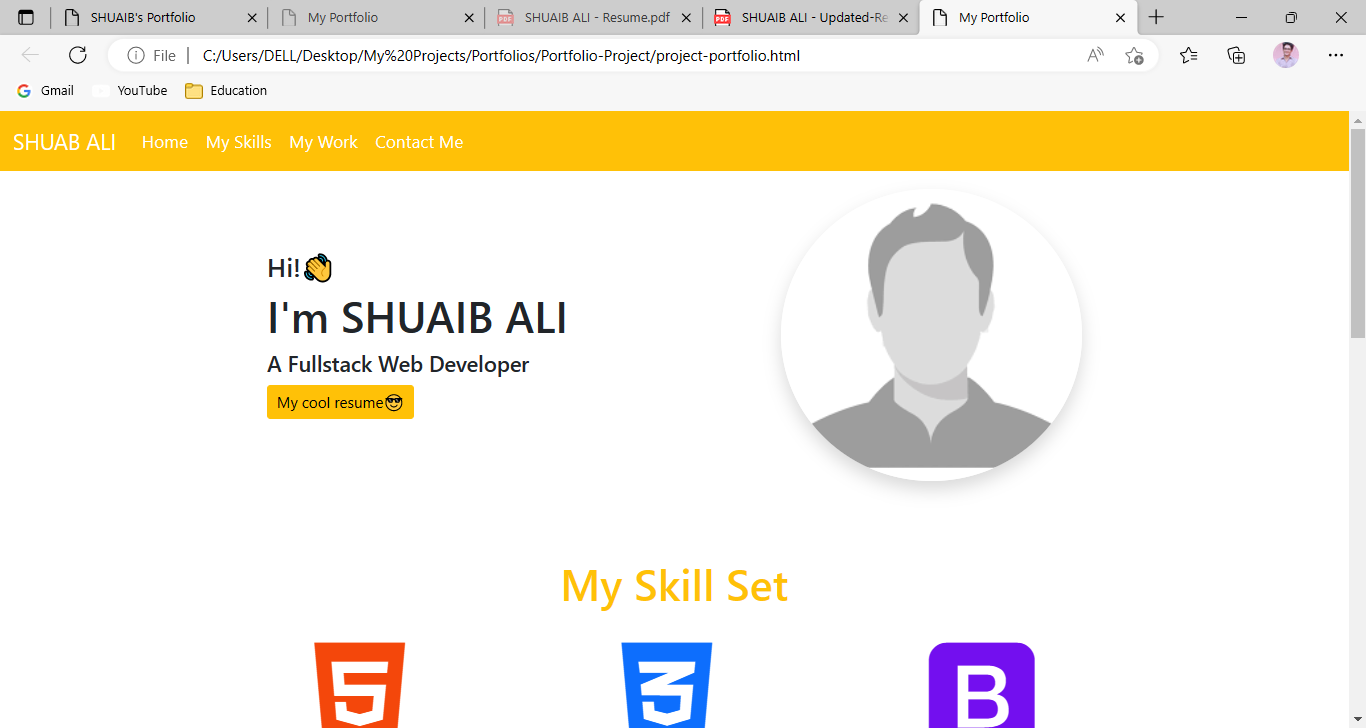 SHUAIB's Portfolio
My Portfolio
SHUAIB ALI - Resume.pdf
SHUAIB ALI - Updated-Re
My Portfolio
File
C:/Users/DELL/Desktop/My%20Projects/Portfolios/Portfolio-Project/project-portfolio.html
Gmail
YouTube
Education
SHUAB ALI
Home
My Skills
My Work
Contact Me
Hi!👋
I'm SHUAIB ALI
A Fullstack Web Developer
My cool resume😎
My Skill Set
5
3
B